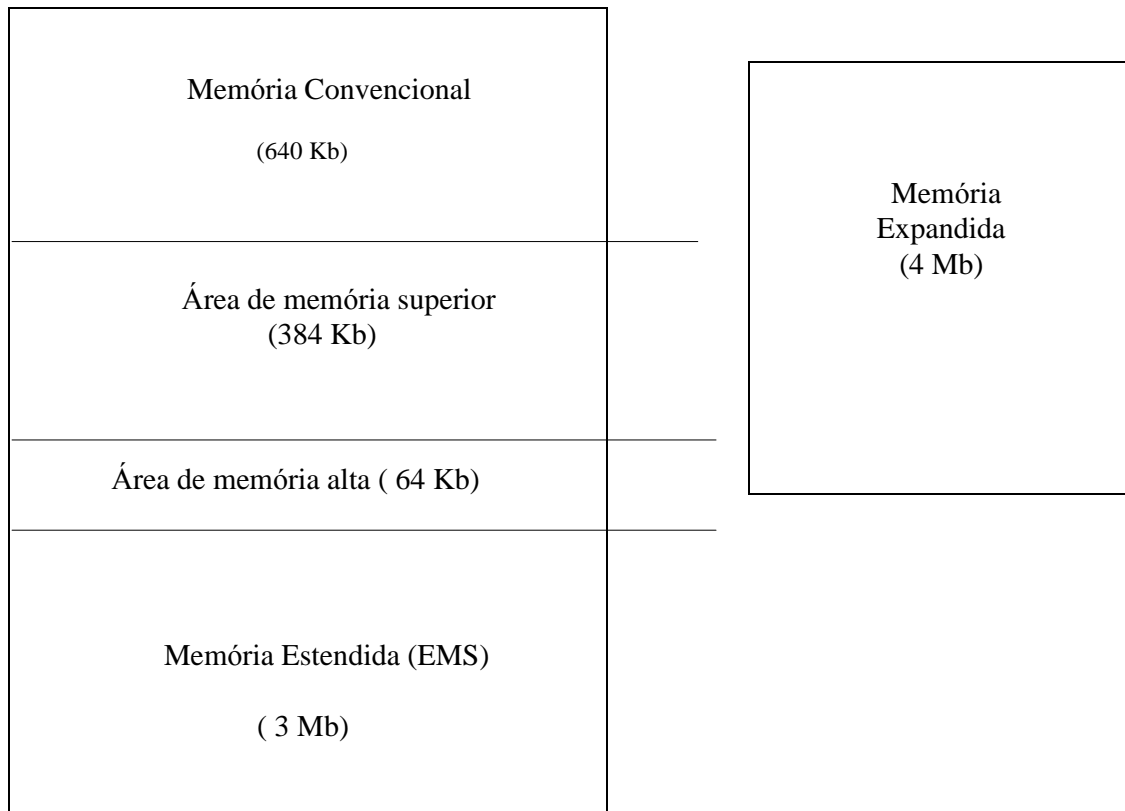 Memória Convencional
(640 Kb)
Área de memória superior
(384 Kb)
Área de memória alta ( 64 Kb)
Memória Estendida (EMS)
( 3 Mb)
Memória
Expandida
(4 Mb)